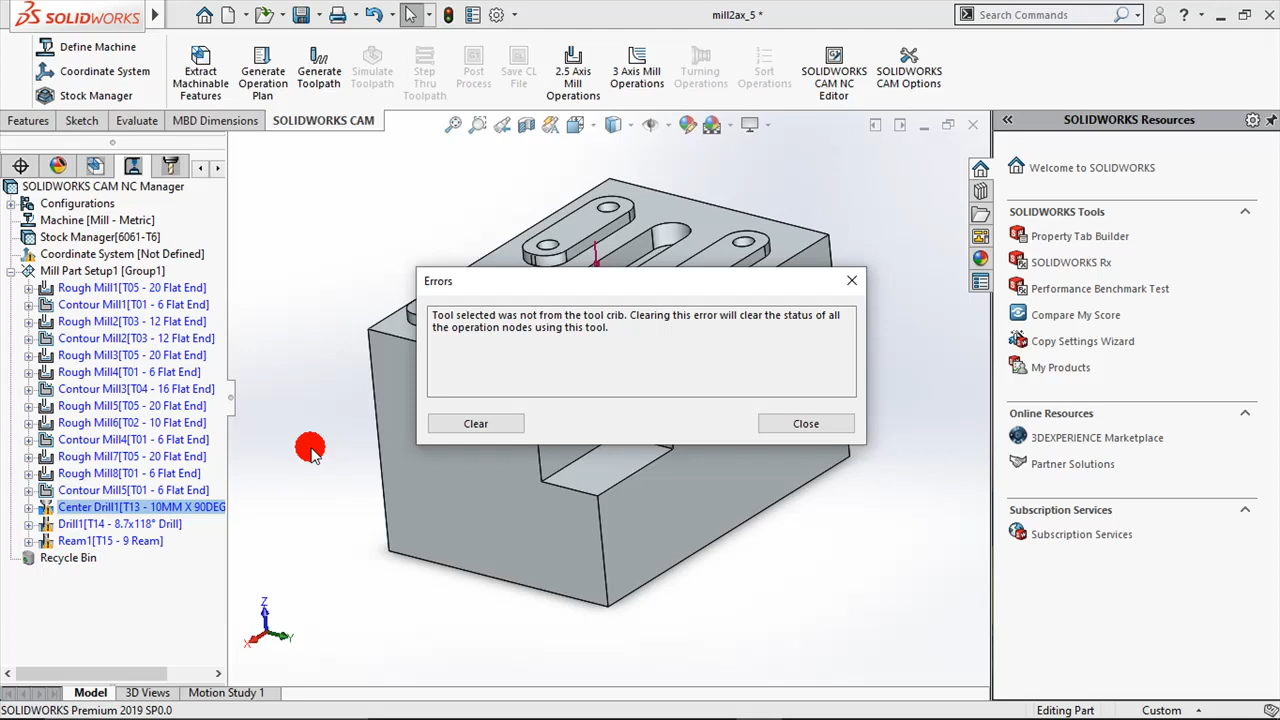 SOLIDWORKS
mill2ax_5 *
Search Commands
?
Define Machine
Coordinate System
Stock Manager
Extract
Machinable
Features
Generate
Operation
Plan
Generate
Toolpath
Simulate
Toolpath
Step
Thru
Toolpath
Post
Process
Save CL
File
2.5 Axis
Mill
Operations
3 Axis Mill
Operations
Turning
Operations
Sort
Operations
SOLIDWORKS
CAM NC
Editor
SOLIDWORKS
CAM Options
Features
Sketch
Evaluate
MBD Dimensions
SOLIDWORKS CAM
SOLIDWORKS CAM NC Manager
Configurations
Machine [Mill - Metric]
Stock Manager[6061-T6]
Coordinate System [Not Defined]
Mill Part Setup1 [Group1]
Rough Mill1[T05 - 20 Flat End]
Contour Mill1[T01 - 6 Flat End]
Rough Mill2[T03 - 12 Flat End]
Contour Mill2[T03 - 12 Flat End]
Rough Mill3[T05 - 20 Flat End]
Rough Mill4[T01 - 6 Flat End]
Contour Mill3[T04 - 16 Flat End]
Rough Mill5[T05 - 20 Flat End]
Rough Mill6[T02 - 10 Flat End]
Contour Mill4[T01 - 6 Flat End]
Rough Mill7[T05 - 20 Flat End]
Rough Mill8[T01 - 6 Flat End]
Contour Mill5[T01 - 6 Flat End]
Center Drill1[T13 - 10MM X 90DEG
Drill1[T14 - 8.7x118° Drill]
Ream1[T15 - 9 Ream]
Recycle Bin
Errors
Tool selected was not from the tool crib. Clearing this error will clear the status of all
the operation nodes using this tool.
Clear
Close
Z
X
Y
SOLIDWORKS Resources
Welcome to SOLIDWORKS
SOLIDWORKS Tools
Property Tab Builder
SOLIDWORKS Rx
Performance Benchmark Test
Compare My Score
Copy Settings Wizard
My Products
Online Resources
3DEXPERIENCE Marketplace
Partner Solutions
Subscription Services
Subscription Services
Model
3D Views
Motion Study 1
SOLIDWORKS Premium 2019 SP0.0
Editing Part
Custom